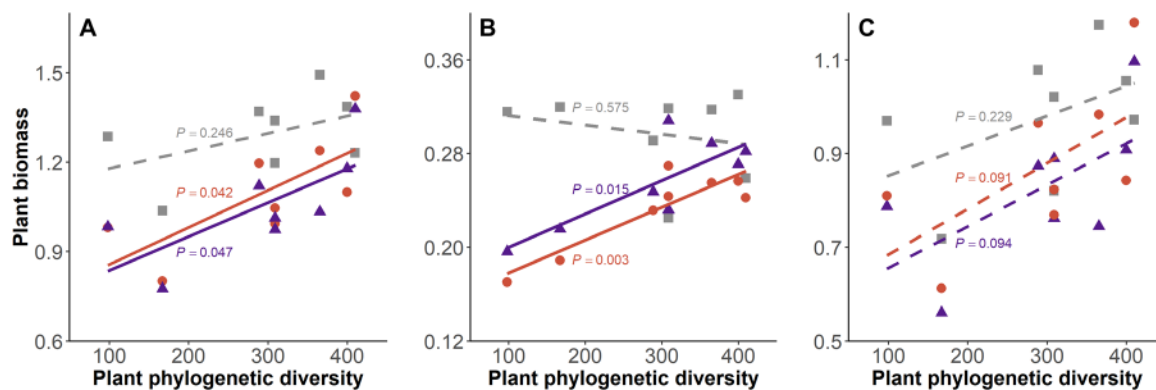 A
B
C
Plant biomass
1.5
1.2
0.9
0.6
P = 0.246
P = 0.042
P = 0.047
100 200 300 400
Plant phylogenetic diversity
0.36
0.28
0.20
0.12
P = 0.575
P = 0.015
P = 0.003
100 200 300 400
Plant phylogenetic diversity
1.1
0.9
0.7
0.5
P = 0.229
P = 0.091
P = 0.094
100 200 300 400
Plant phylogenetic diversity